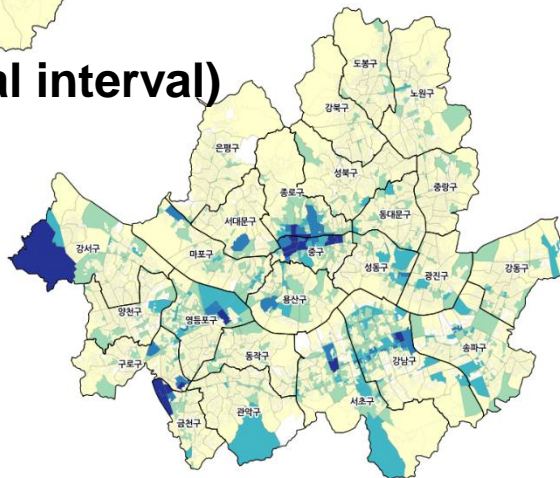 al interval)
도봉구
노원구
강북구
은평구
성북구
종로구
중랑구
서대문구
동대문구
강서구
마포구
중구
성동구
광진구
강동구
양천구
영등포구
용산구
송파구
강남구
구로구
동작구
서초구
관악구
금천구